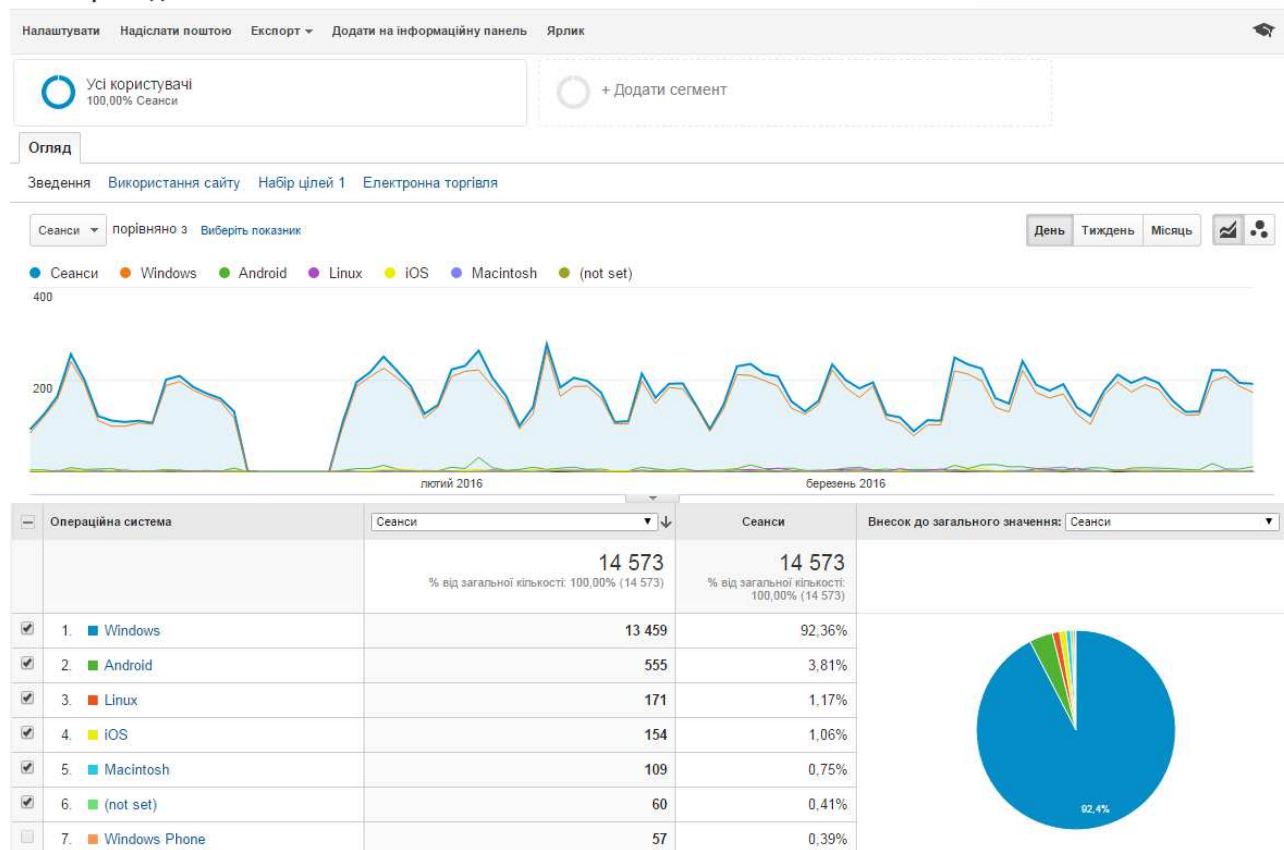 Налаштувати Надіслати поштою Експорт Додати на інформаційну панель Ярлик
Усі користувачі
100,00% Сеанси
+ Додати сегмент
Огляд
Зведення Використання сайту Набір цілей 1 Електронна торгівля
Сеанси порівняно з Виберіть показник
День Тиждень Місяць
Сеанси Windows Android Linux iOS Macintosh (not set)
400
200
лютий 2016 березень 2016
Операційна система Сеанси Сеанси Внесок до загального значення: Сеанси
14 573 14 573
% від загальної кількості: 100,00% (14 573) % від загальної кількості:
100,00% (14 573)
1. Windows 13 459 92,36%
2. Android 555 3,81%
3. Linux 171 1,17%
4. iOS 154 1,06%
5. Macintosh 109 0,75%
6. (not set) 60 0,41%
92,4%
7. Windows Phone 57 0,39%